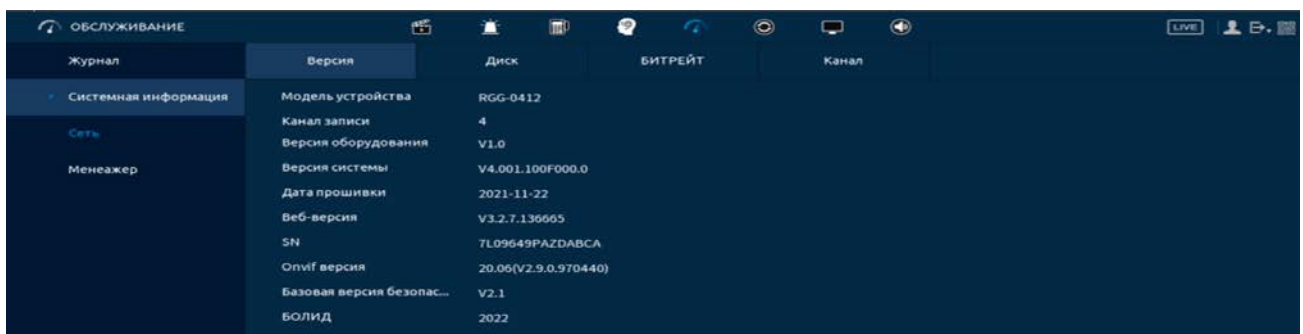 ОБСЛУЖИВАНИЕ LIVE
Журнал Версия Диск БИТРЕЙТ Канал
Системная информация Модель устройства RGG-0412
Канал записи 4
Сеть Версия оборудования V1.0
Менеажер Версия системы V4.001.100F000.0
Дата прошивки 2021-11-22
Веб-версия V3.2.7.136665
SN 7L09649PAZDABCA
Onvif версия 20.06(V2.9.0.970440)
Базовая версия безопас... V2.1
БОЛИД 2022